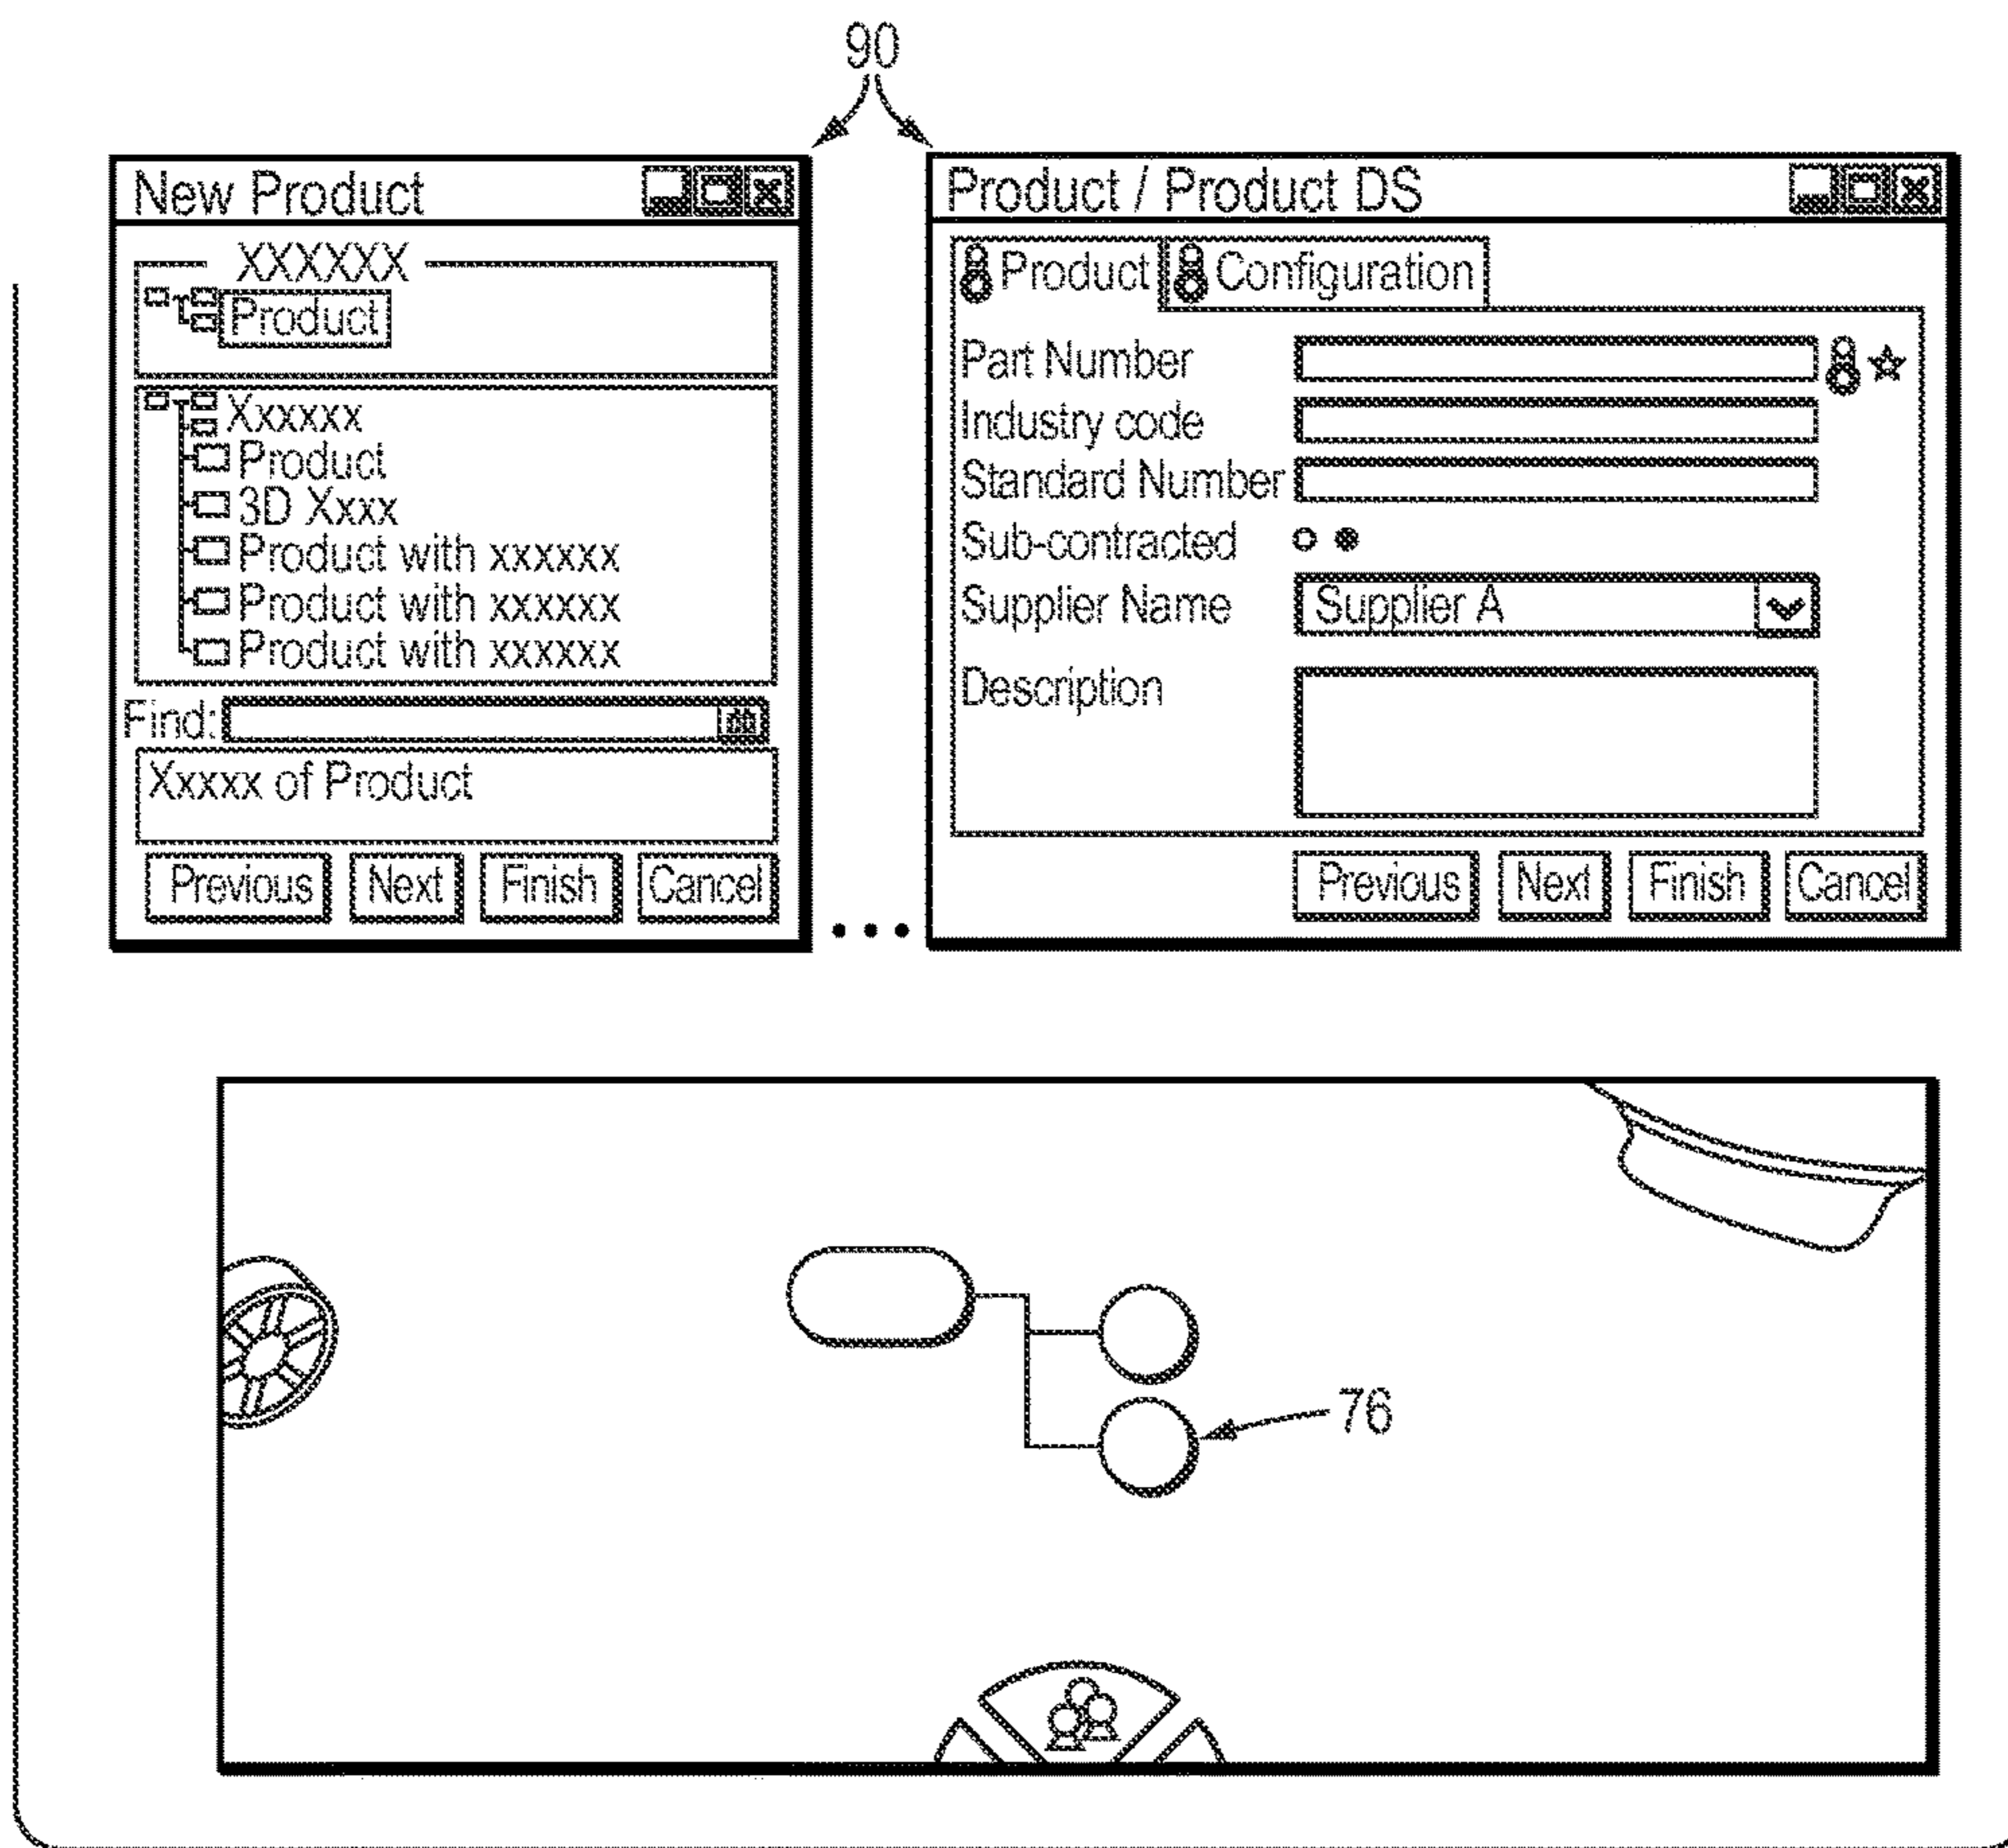 90
New Product
XXXXXX
Product
Xxxxxx
Product
3D Xxxx
Product with xxxxxx
Product with xxxxxx
Product with xxxxxx
Find:
Xxxxx of Product
Previous Next Finish Cancel
...
Product / Product DS
Product Configuration
Part Number
Industry code
Standard Number
Sub-contracted
Supplier Name Supplier A
Description
Previous Next Finish Cancel
76